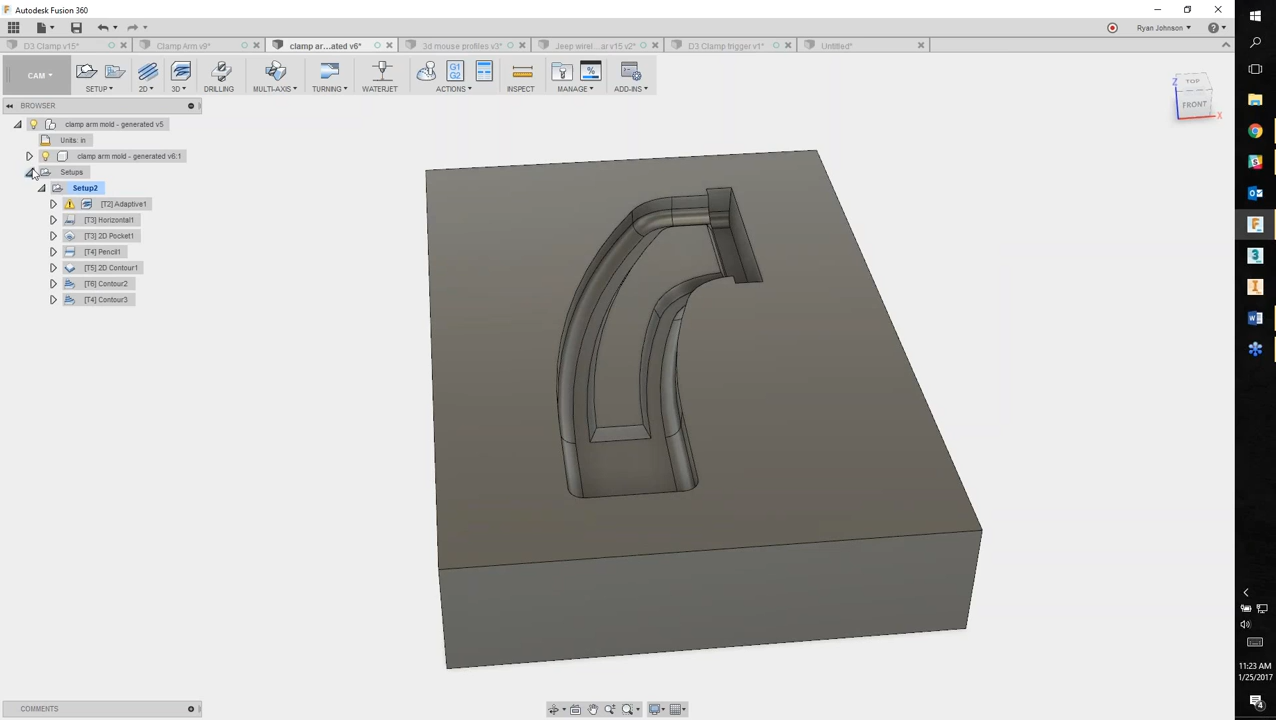 Autodesk Fusion 360
Ryan Johnson
D3 Clamp v15*
Clamp Arm v9*
clamp ar...ated v6*
3d mouse profiles v3*
Jeep wirel...ar v15 v2*
D3 Clamp trigger v1*
Untitled*
CAM
SETUP
2D
3D
DRILLING
MULTI-AXIS
TURNING
WATERJET
G1
G2
ACTIONS
INSPECT
MANAGE
ADD-INS
BROWSER
clamp arm mold - generated v5
Units: in
clamp arm mold - generated v6:1
Setups
Setup2
[T2] Adaptive1
[T3] Horizontal1
[T3] 2D Pocket1
[T4] Pencil1
[T5] 2D Contour1
[T6] Contour2
[T4] Contour3
Z
TOP
FRONT
X
COMMENTS
11:23 AM
1/25/2017
4